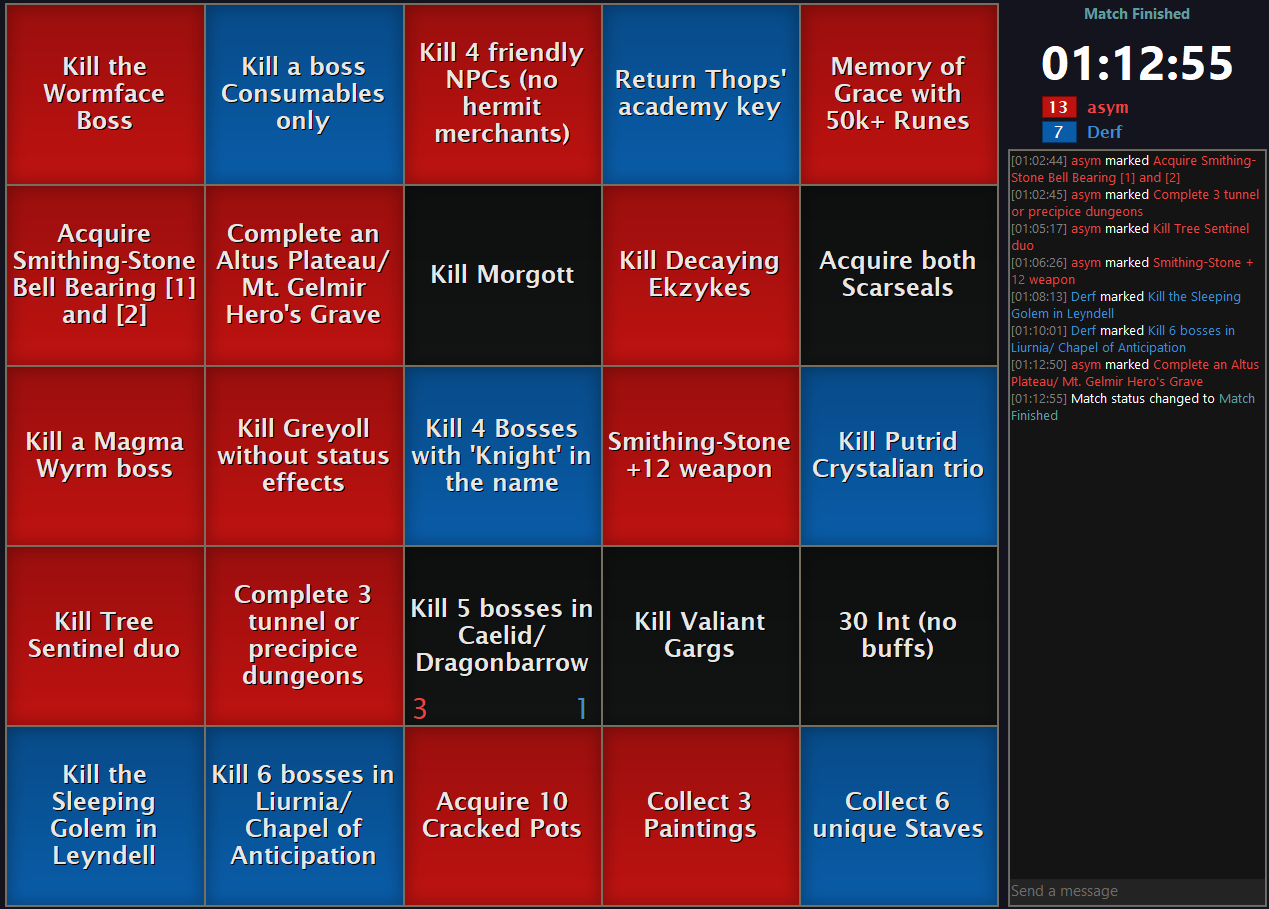 Kill the
Wormface
Boss
Kill a boss
Consumables
only
Kill 4 friendly
NPCs (no
hermit
merchants)
Return Thops'
academy key
Memory of
Grace with
50k+ Runes
Acquire
Smithing-Stone
Bell Bearing [1]
and [2]
Complete an
Altus Plateau/
Mt. Gelmir
Hero's Grave
Kill Morgott
Kill Decaying
Ekzykes
Acquire both
Scarseals
Kill a Magma
Wyrm boss
Kill Greyoll
without status
effects
Kill 4 Bosses
with 'Knight' in
the name
Smithing-Stone
+12 weapon
Kill Putrid
Crystalian trio
Kill Tree
Sentinel duo
Complete 3
tunnel or
precipice
dungeons
Kill 5 bosses in
Caelid/
Dragonbarrow
3 1
Kill Valiant
Gargs
30 Int (no
buffs)
Kill the
Sleeping
Golem in
Leyndell
Kill 6 bosses in
Liurnia/
Chapel of
Anticipation
Acquire 10
Cracked Pots
Collect 3
Paintings
Collect 6
unique Staves
Match Finished
01:12:55
13 asym
7 Derf
[01:02:44] asym marked Acquire Smithing-
Stone Bell Bearing [1] and [2]
[01:02:45] asym marked Complete 3 tunnel
or precipice dungeons
[01:05:17] asym marked Kill Tree Sentinel
duo
[01:06:26] asym marked Smithing-Stone +
12 weapon
[01:08:13] Derf marked Kill the Sleeping
Golem in Leyndell
[01:10:01] Derf marked Kill 6 bosses in
Liurnia/ Chapel of Anticipation
[01:12:50] asym marked Complete an Altus
Plateau/ Mt. Gelmir Hero's Grave
[01:12:55] Match status changed to Match
Finished
Send a message